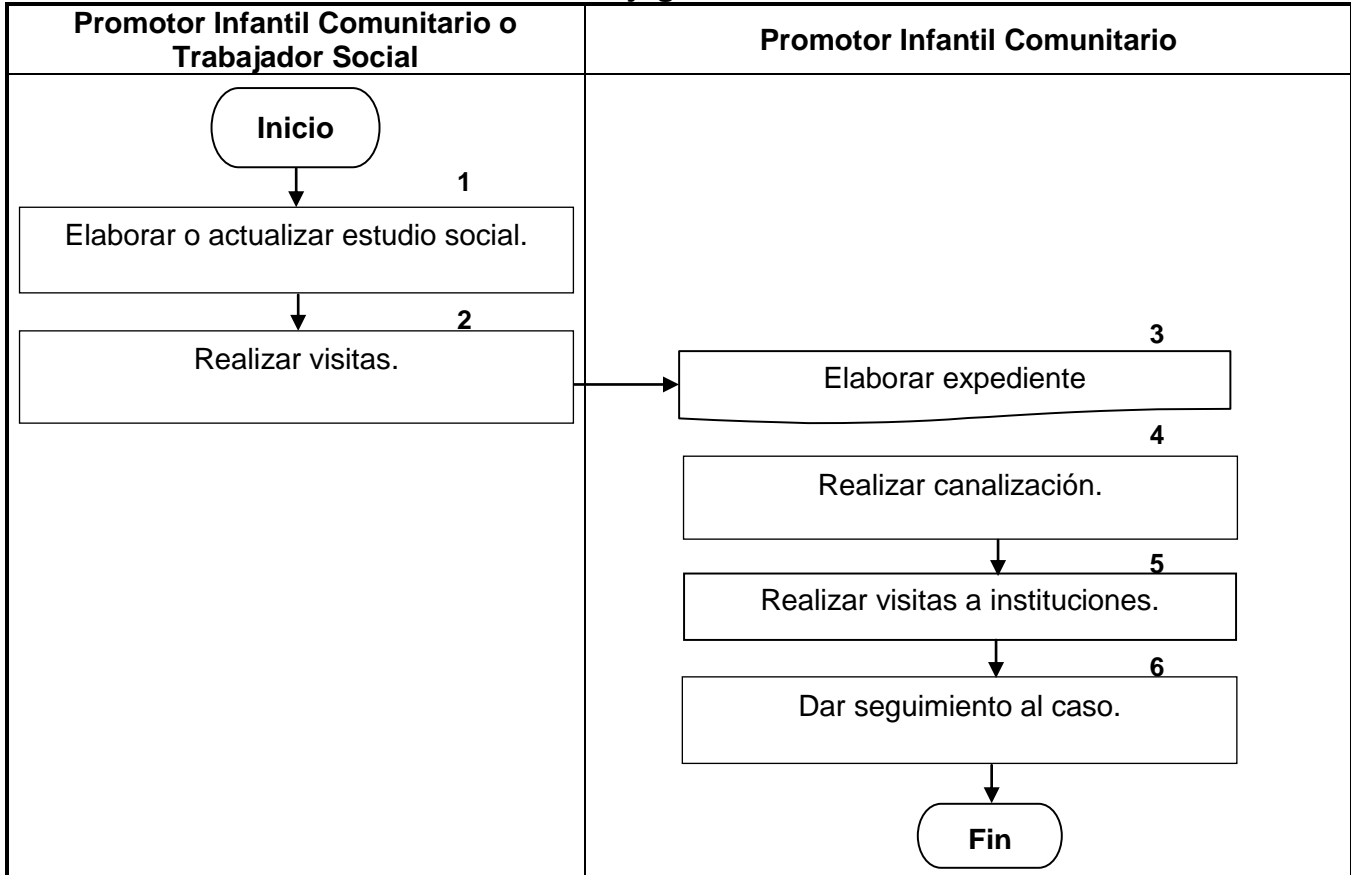 Promotor Infantil Comunitario o
Trabajador Social
Promotor Infantil Comunitario
Inicio
1
Elaborar o actualizar estudio social.
2
Realizar visitas.
3
Elaborar expediente
4
Realizar canalización.
5
Realizar visitas a instituciones.
6
Dar seguimiento al caso.
Fin